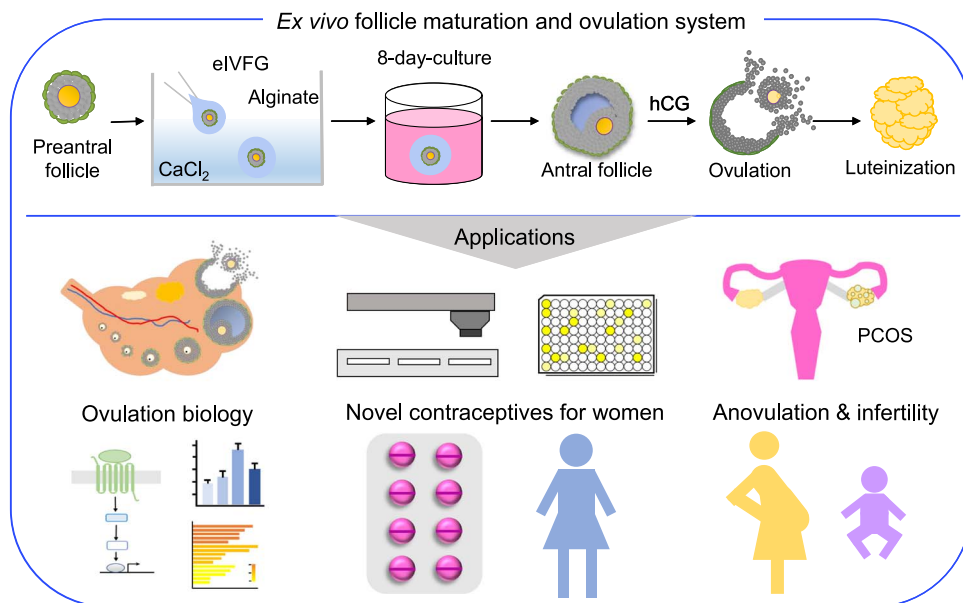 Ex vivo follicle maturation and ovulation system
eIVFG
Alginate
CaCl₂
8-day-culture
hCG
Preantral
follicle
Antral follicle
Ovulation
Luteinization
Applications
PCOS
Ovulation biology
Novel contraceptives for women
Anovulation & infertility